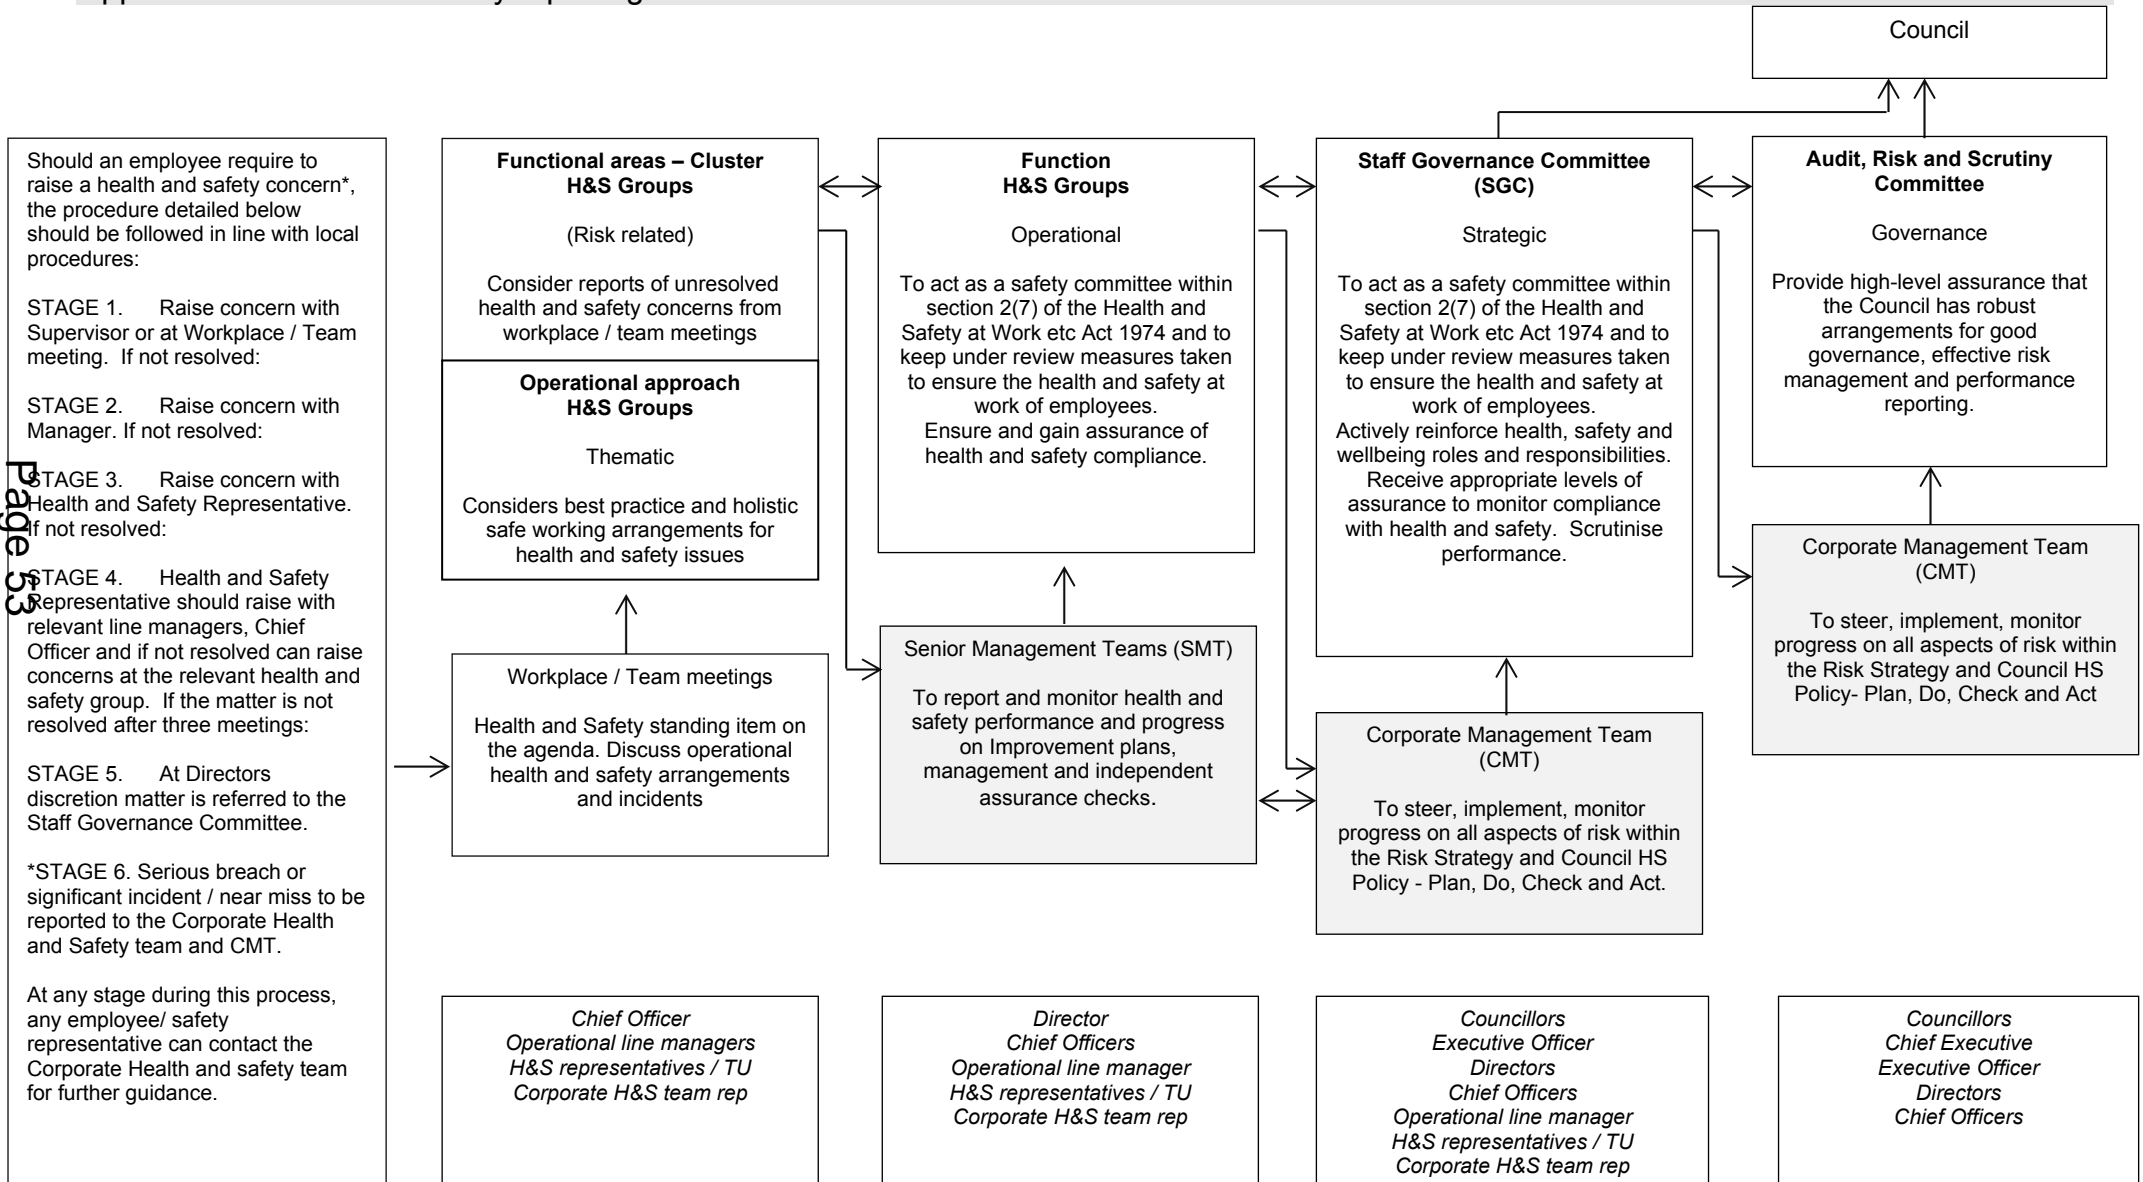 Council
Should an employee require to
raise a health and safety concern*,
the procedure detailed below
should be followed in line with local
procedures:
STAGE 1. Raise concern with
Supervisor or at Workplace / Team
meeting. If not resolved:
STAGE 2. Raise concern with
Manager. If not resolved:
STAGE 3. Raise concern with
Health and Safety Representative.
If not resolved:
STAGE 4. Health and Safety
Representative should raise with
relevant line managers, Chief
Officer and if not resolved can raise
concerns at the relevant health and
safety group. If the matter is not
resolved after three meetings:
STAGE 5. At Directors
discretion matter is referred to the
Staff Governance Committee.
*STAGE 6. Serious breach or
significant incident / near miss to be
reported to the Corporate Health
and Safety team and CMT.
At any stage during this process,
any employee/ safety
representative can contact the
Corporate Health and safety team
for further guidance.
Page 53
Functional areas – Cluster
H&S Groups
(Risk related)
Consider reports of unresolved
health and safety concerns from
workplace / team meetings
Operational approach
H&S Groups
Thematic
Considers best practice and holistic
safe working arrangements for
health and safety issues
Workplace / Team meetings
Health and Safety standing item on
the agenda. Discuss operational
health and safety arrangements
and incidents
Chief Officer
Operational line managers
H&S representatives / TU
Corporate H&S team rep
Function
H&S Groups
Operational
To act as a safety committee within
section 2(7) of the Health and
Safety at Work etc Act 1974 and to
keep under review measures taken
to ensure the health and safety at
work of employees.
Ensure and gain assurance of
health and safety compliance.
Senior Management Teams (SMT)
To report and monitor health and
safety performance and progress
on Improvement plans,
management and independent
assurance checks.
Director
Chief Officers
Operational line manager
H&S representatives / TU
Corporate H&S team rep
Staff Governance Committee
(SGC)
Strategic
To act as a safety committee within
section 2(7) of the Health and
Safety at Work etc Act 1974 and to
keep under review measures taken
to ensure the health and safety at
work of employees.
Actively reinforce health, safety and
wellbeing roles and responsibilities.
Receive appropriate levels of
assurance to monitor compliance
with health and safety. Scrutinise
performance.
Corporate Management Team
(CMT)
To steer, implement, monitor
progress on all aspects of risk within
the Risk Strategy and Council HS
Policy - Plan, Do, Check and Act.
Councillors
Executive Officer
Directors
Chief Officers
Operational line manager
H&S representatives / TU
Corporate H&S team rep
Audit, Risk and Scrutiny
Committee
Governance
Provide high-level assurance that
the Council has robust
arrangements for good
governance, effective risk
management and performance
reporting.
Corporate Management Team
(CMT)
To steer, implement, monitor
progress on all aspects of risk within
the Risk Strategy and Council HS
Policy- Plan, Do, Check and Act
Councillors
Chief Executive
Executive Officer
Directors
Chief Officers